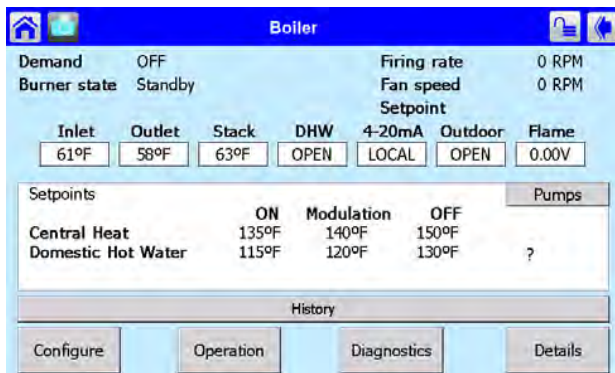 Boiler
Demand OFF Firing rate 0 RPM
Burner state Standby Fan speed 0 RPM
Setpoint
Inlet Outlet Stack DHW 4-20mA Outdoor Flame
61ºF 58ºF 63ºF OPEN LOCAL OPEN 0.00V
Setpoints Pumps
ON Modulation OFF
Central Heat 135ºF 140ºF 150ºF
Domestic Hot Water 115ºF 120ºF 130ºF ?
History
Configure Operation Diagnostics Details